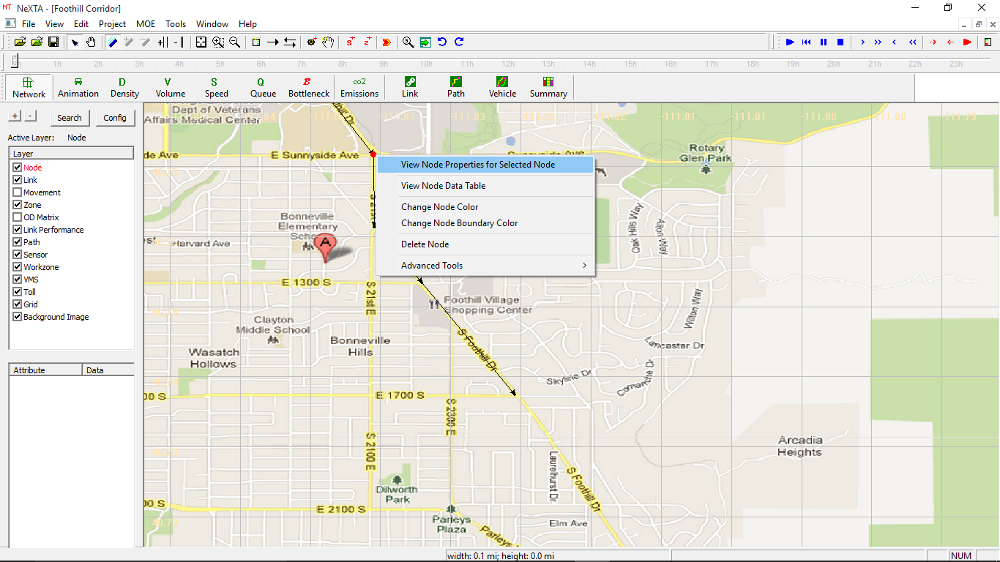 NeXTA - [Foothill Corridor]
File View Edit Project MOE Tools Window Help
1h 2h 3h 4h 5h 6h 7h 8h 9h 10h 11h 12h 13h 14h 15h 16h 17h 18h 19h 20h 21h 22h 23h
Network Animation Density Volume Speed Queue Bottleneck Emissions Link Path Vehicle Summary
+ - Search Config
Active Layer: Node
Layer
Node
Link
Movement
Zone
OD Matrix
Link Performance
Path
Sensor
Workzone
VMS
Toll
Grid
Background Image
Attribute Data
Dept of Veterans
Affairs Medical Center
thill Dr
-111.83 -111.83 -111.82 -111.81 -111.81 -111.80 -111.80 -111.79
de Ave
E Sunnyside Ave
Sunnyside Ave
Rotary
Glen Park
View Node Properties for Selected Node
View Node Data Table
Change Node Color
Change Node Boundary Color
Delete Node
Advanced Tools
S 21st
Bonneville
Elementary
School
A
Harvard Ave
Oak Hills Way
Alton Way
E 1300 S
S 21st E
Foothill Village
Shopping Center
Wilton Way
Clayton
Middle School
Bonneville
Hills
S Foothill Dr
Lancaster Dr
Wasatch
Hollows
Skyline Dr
Comanche Dr
00 S
E 1700 S
S 2300 E
S 2100 E
Arcadia
Heights
Laurelhurst Dr
S Foothill Dr
Dilworth
Park
00 S
E 2100 S
40.73
Parleys
Plaza
Parleys
Elm Ave
width: 0.1 mi; height: 0.0 mi
NUM